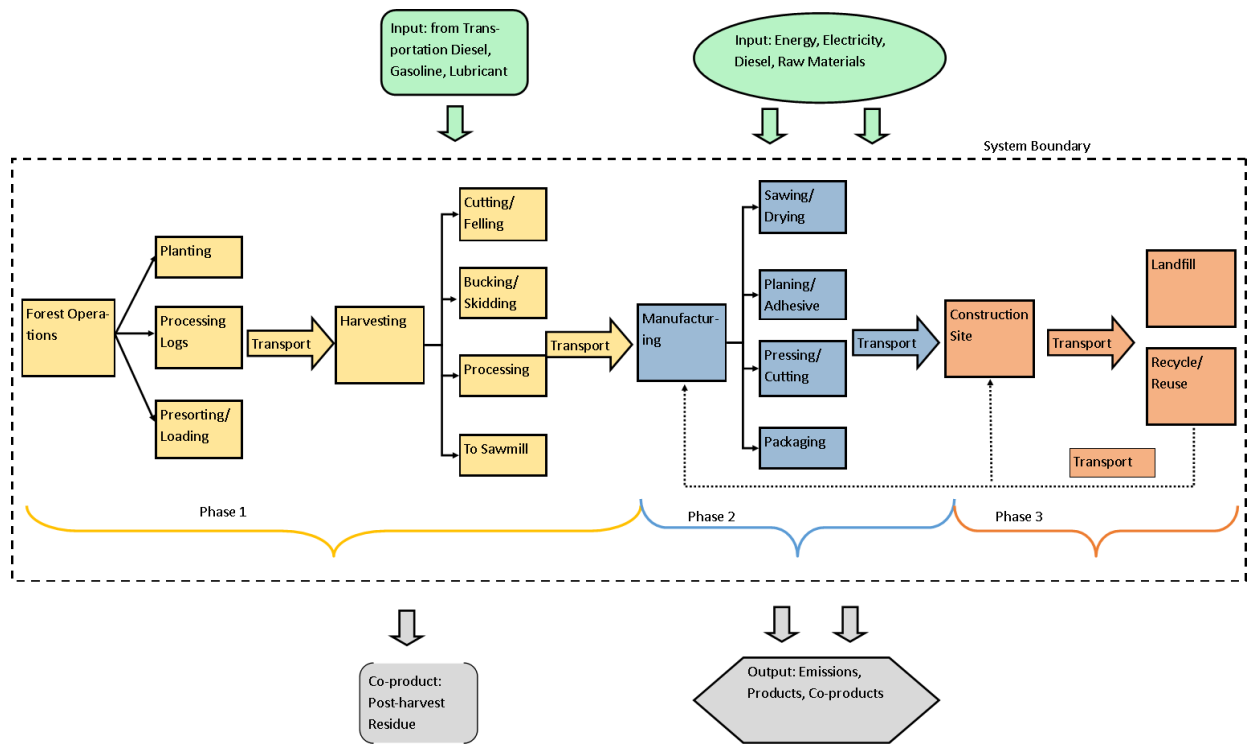 Input: from Trans-
portation Diesel,
Gasoline, Lubricant
Input: Energy, Electricity,
Diesel, Raw Materials
System Boundary
Forest Opera-
tions
Planting
Processing
Logs
Presorting/
Loading
Transport
Harvesting
Cutting/
Felling
Bucking/
Skidding
Processing
To Sawmill
Transport
Manufactur-
ing
Sawing/
Drying
Planing/
Adhesive
Pressing/
Cutting
Packaging
Transport
Construction
Site
Transport
Landfill
Recycle/
Reuse
Transport
Phase 1
Phase 2
Phase 3
Co-product:
Post-harvest
Residue
Output: Emissions,
Products, Co-products